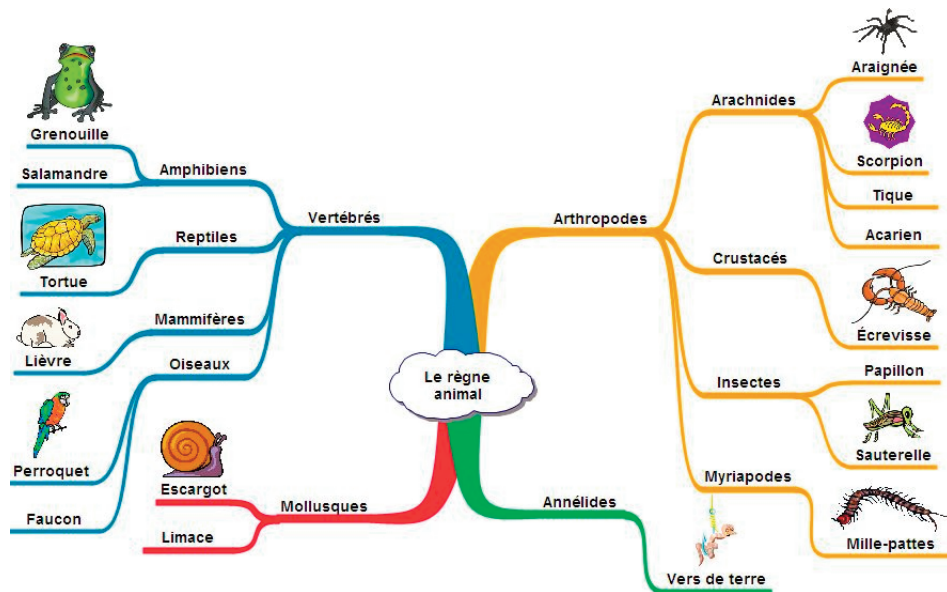 Le règne
animal
Vertébrés
Amphibiens
Grenouille
Salamandre
Reptiles
Tortue
Mammifères
Lièvre
Oiseaux
Perroquet
Faucon
Mollusques
Escargot
Limace
Arthropodes
Arachnides
Araignée
Scorpion
Tique
Acarien
Crustacés
Écrevisse
Insectes
Papillon
Sauterelle
Myriapodes
Mille-pattes
Annélides
Vers de terre